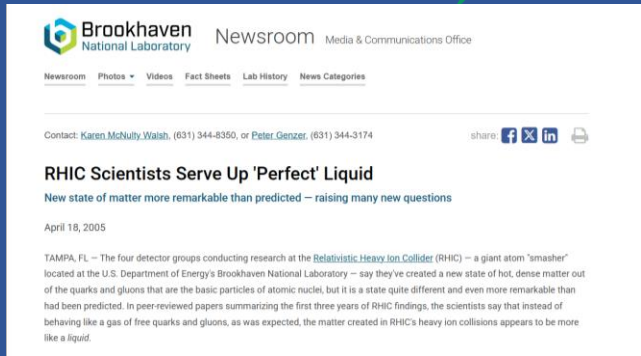 Brookhaven
National Laboratory
Newsroom Media & Communications Office
Newsroom Photos Videos Fact Sheets Lab History News Categories
Contact: Karen McNulty Walsh, (631) 344-8350, or Peter Genzer, (631) 344-3174
share:
RHIC Scientists Serve Up 'Perfect' Liquid
New state of matter more remarkable than predicted — raising many new questions
April 18, 2005
TAMPA, FL — The four detector groups conducting research at the Relativistic Heavy Ion Collider (RHIC) — a giant atom "smasher"
located at the U.S. Department of Energy's Brookhaven National Laboratory — say they've created a new state of hot, dense matter out
of the quarks and gluons that are the basic particles of atomic nuclei, but it is a state quite different and even more remarkable than
had been predicted. In peer-reviewed papers summarizing the first three years of RHIC findings, the scientists say that instead of
behaving like a gas of free quarks and gluons, as was expected, the matter created in RHIC's heavy ion collisions appears to be more
like a liquid.